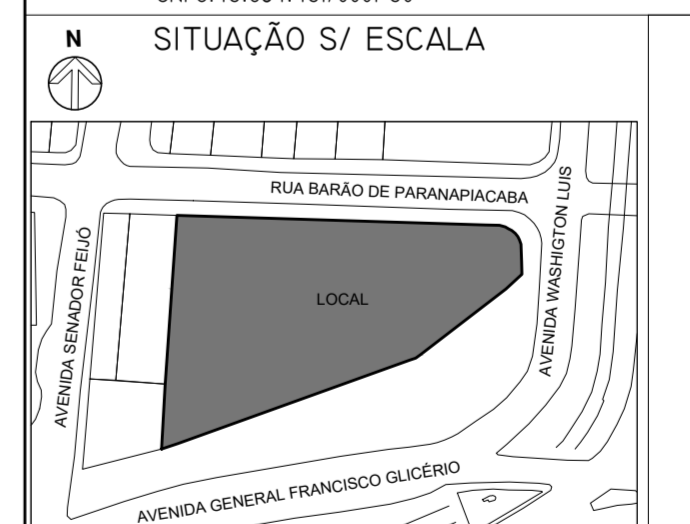 N
SITUAÇÃO S/ ESCALA
RUA BARÃO DE PARANAPIACABA
AVENIDA WASHIGTON LUIS
AVENIDA SENADOR FEIJÓ
LOCAL
AVENIDA GENERAL FRANCISCO GLICÉRIO